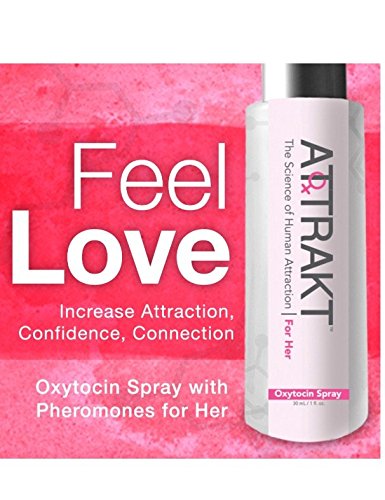 Feel
Love
Increase Attraction,
Confidence, Connection
Oxytocin Spray with
Pheromones for Her
ATTRAKT™
The Science of Human Attraction | For Her
Oxytocin Spray
30 mL / 1 fl. oz.